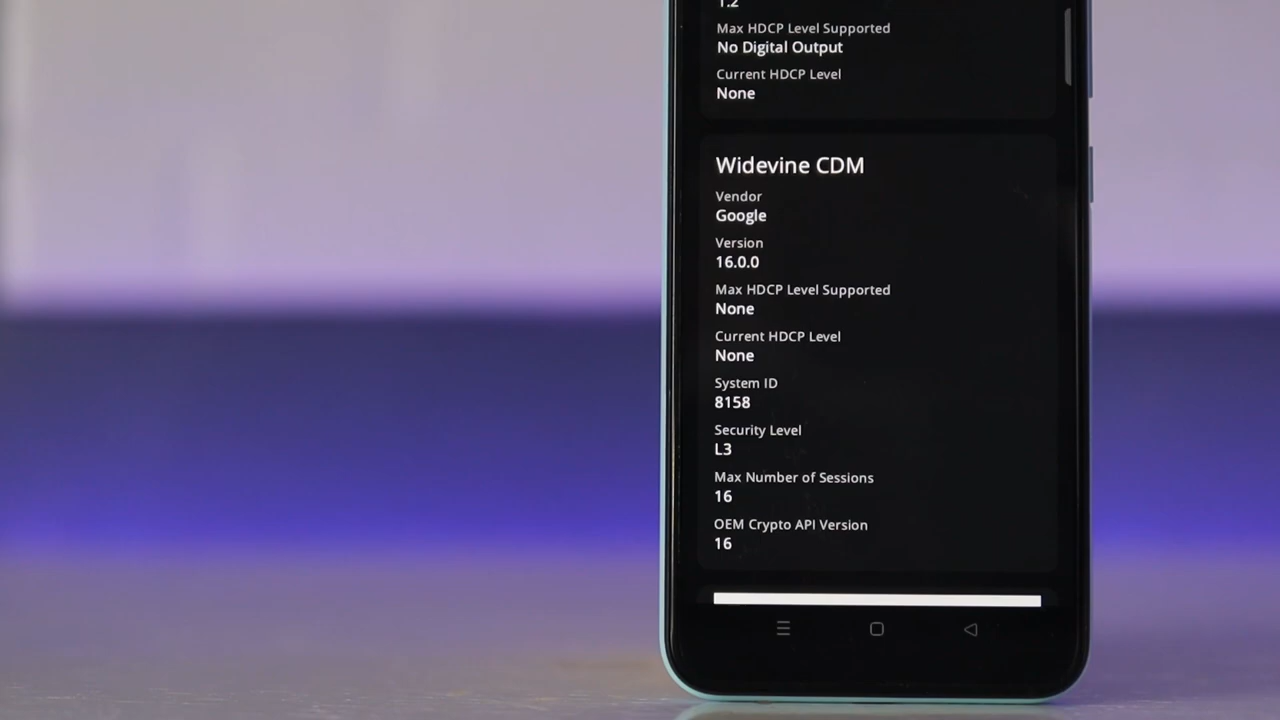 1.2
Max HDCP Level Supported
No Digital Output
Current HDCP Level
None
Widevine CDM
Vendor
Google
Version
16.0.0
Max HDCP Level Supported
None
Current HDCP Level
None
System ID
8158
Security Level
L3
Max Number of Sessions
16
OEM Crypto API Version
16